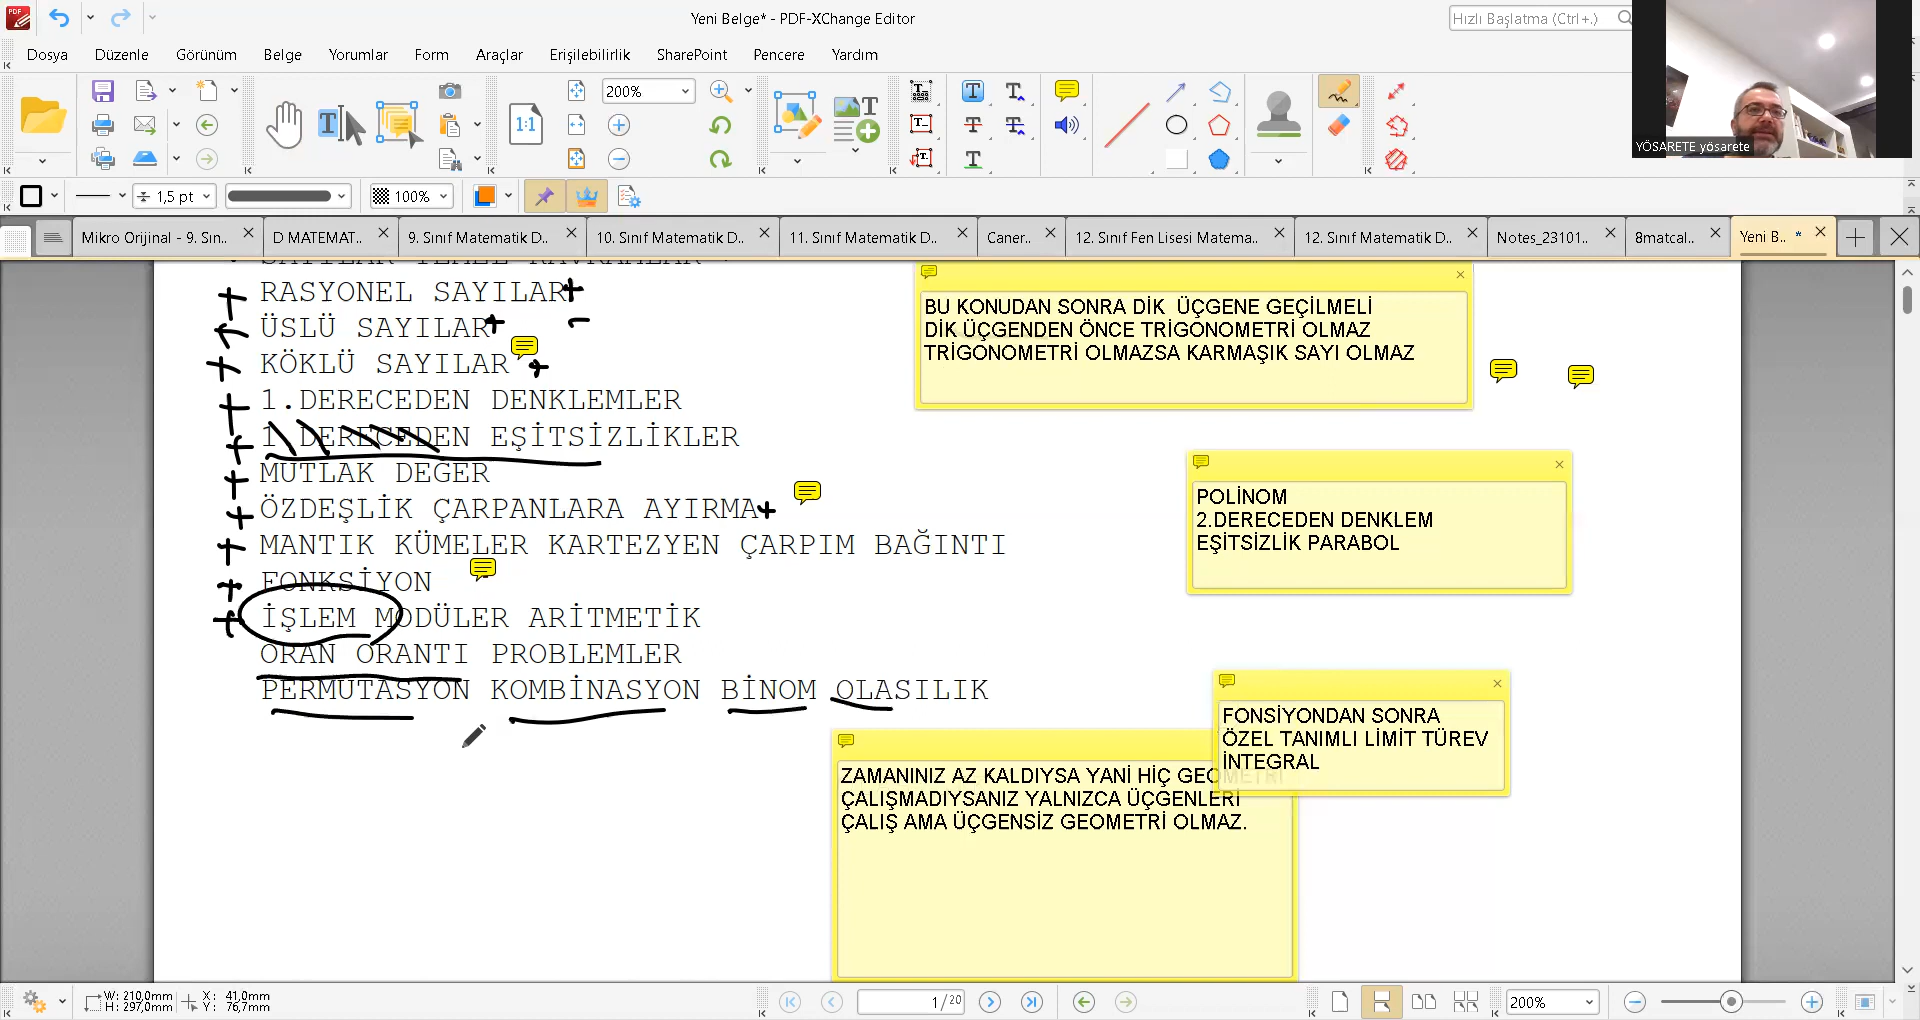 Yeni Belge* - PDF-XChange Editor
Hızlı Başlatma (Ctrl+.)
Dosya Düzenle Görünüm Belge Yorumlar Form Araçlar Erişilebilirlik SharePoint Pencere Yardım
200%
1:1
YÖSARETE yösarete
1,5 pt
100%
Mikro Orijinal - 9. Sın.. D MATEMAT.. 9. Sınıf Matematik D.. 10. Sınıf Matematik D.. 11. Sınıf Matematik D.. Caner.. 12. Sınıf Fen Lisesi Matema... 12. Sınıf Matematik D.. Notes_23101.. 8matcal.. Yeni B.. *
RASYONEL SAYILAR
ÜSLÜ SAYILAR
KÖKLÜ SAYILAR
1.DERECEDEN DENKLEMLER
1.DERECEDEN EŞİTSİZLİKLER
MUTLAK DEĞER
ÖZDEŞLİK ÇARPANLARA AYIRMA
MANTIK KÜMELER KARTEZYEN ÇARPIM BAĞINTI
FONKSİYON
İŞLEM MODÜLER ARİTMETİK
ORAN ORANTI PROBLEMLER
PERMUTASYON KOMBİNASYON BİNOM OLASILIK
BU KONUDAN SONRA DİK ÜÇGENE GEÇİLMELİ
DİK ÜÇGENDEN ÖNCE TRİGONOMETRİ OLMAZ
TRİGONOMETRİ OLMAZSA KARMAŞIK SAYI OLMAZ
POLİNOM
2.DERECEDEN DENKLEM
EŞİTSİZLİK PARABOL
FONSİYONDAN SONRA
ÖZEL TANIMLI LİMİT TÜREV
İNTEGRAL
ZAMANINIZ AZ KALDIYSA YANİ HİÇ GEOMETRİ
ÇALIŞMADIYSANIZ YALNIZCA ÜÇGENLERİ
ÇALIŞ AMA ÜÇGENSİZ GEOMETRİ OLMAZ.
W: 210,0mm X: 41,0mm
H: 297,0mm Y: 76,7mm
1 / 20
200%